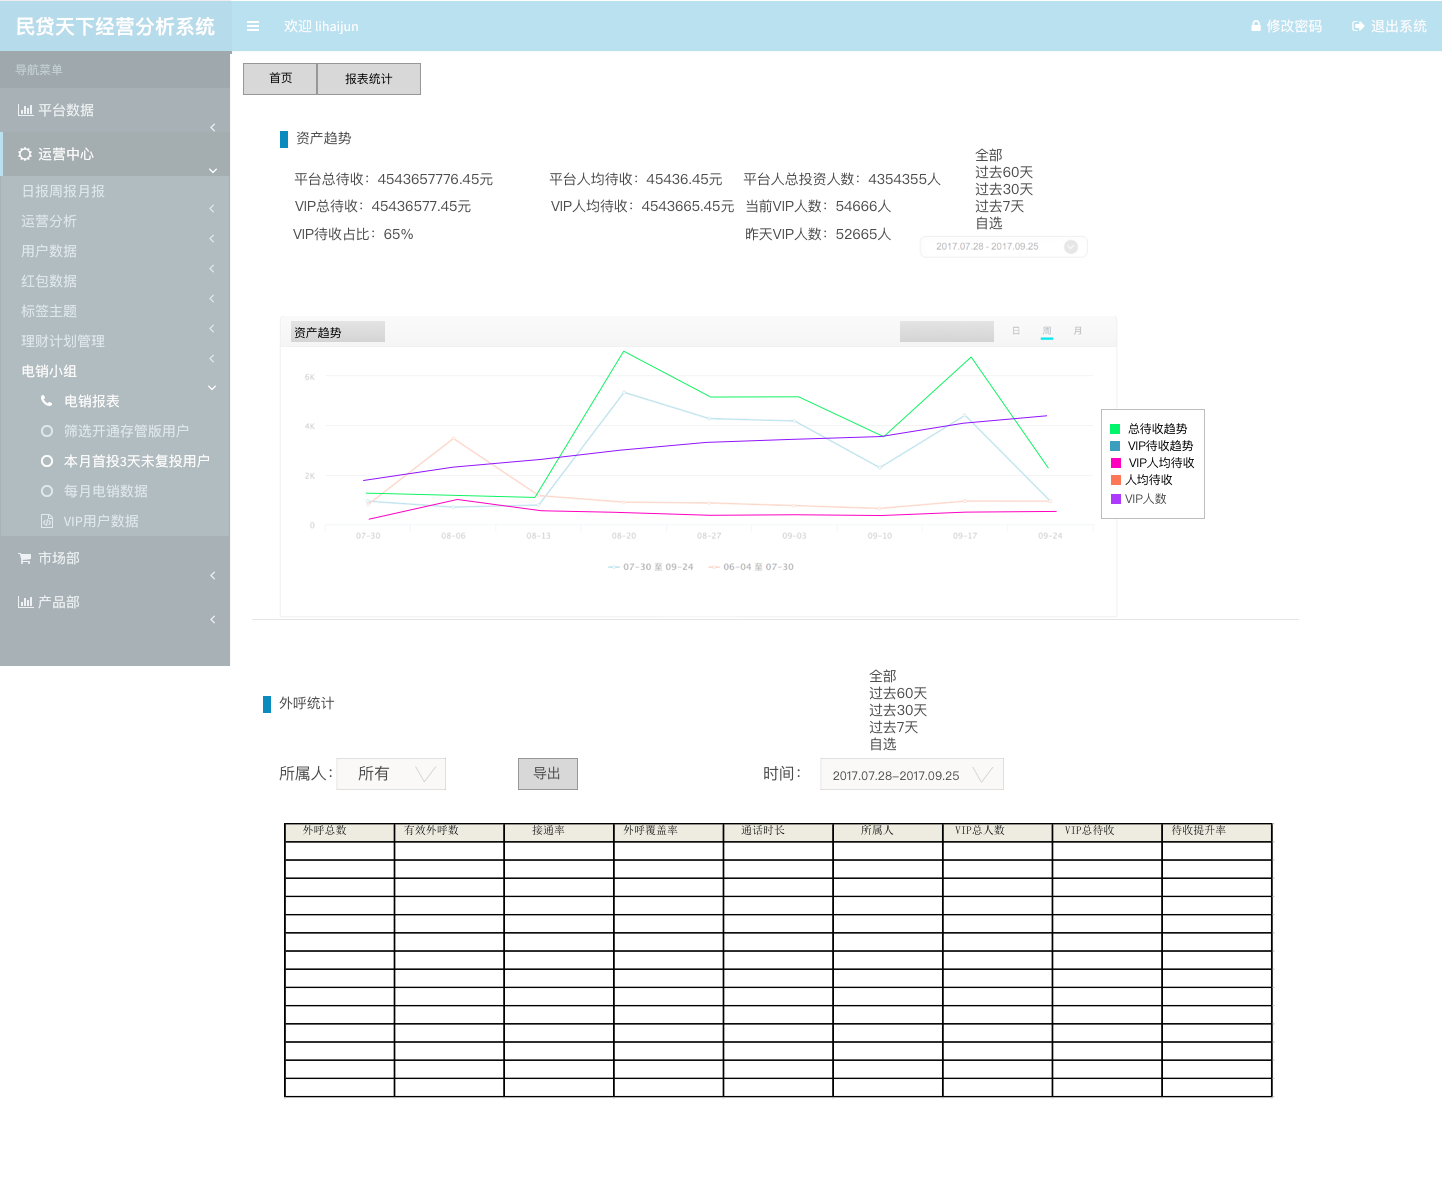 民贷天下经营分析系统
欢迎 lihaijun
修改密码
退出系统
导航菜单
平台数据
运营中心
日报周报月报
运营分析
用户数据
红包数据
标签主题
理财计划管理
电销小组
电销报表
筛选开通存管版用户
本月首投3天未复投用户
每月电销数据
VIP用户数据
市场部
产品部
首页
报表统计
资产趋势
平台总待收：4543657776.45元
平台人均待收：45436.45元
平台人总投资人数：4354355人
VIP总待收：45436577.45元
VIP人均待收：4543665.45元
当前VIP人数：54666人
VIP待收占比：65%
昨天VIP人数：52665人
全部
过去60天
过去30天
过去7天
自选
2017.07.28 - 2017.09.25
资产趋势
日 周 月
6K
4K
2K
0
07-30 08-06 08-13 08-20 08-27 09-03 09-10 09-17 09-24
07-30 至 09-24 06-04 至 07-30
总待收趋势
VIP待收趋势
VIP人均待收
人均待收
VIP人数
外呼统计
全部
过去60天
过去30天
过去7天
自选
所属人：所有
导出
时间：
2017.07.28-2017.09.25
外呼总数 有效外呼数 接通率 外呼覆盖率 通话时长 所属人 VIP总人数 VIP总待收 待收提升率